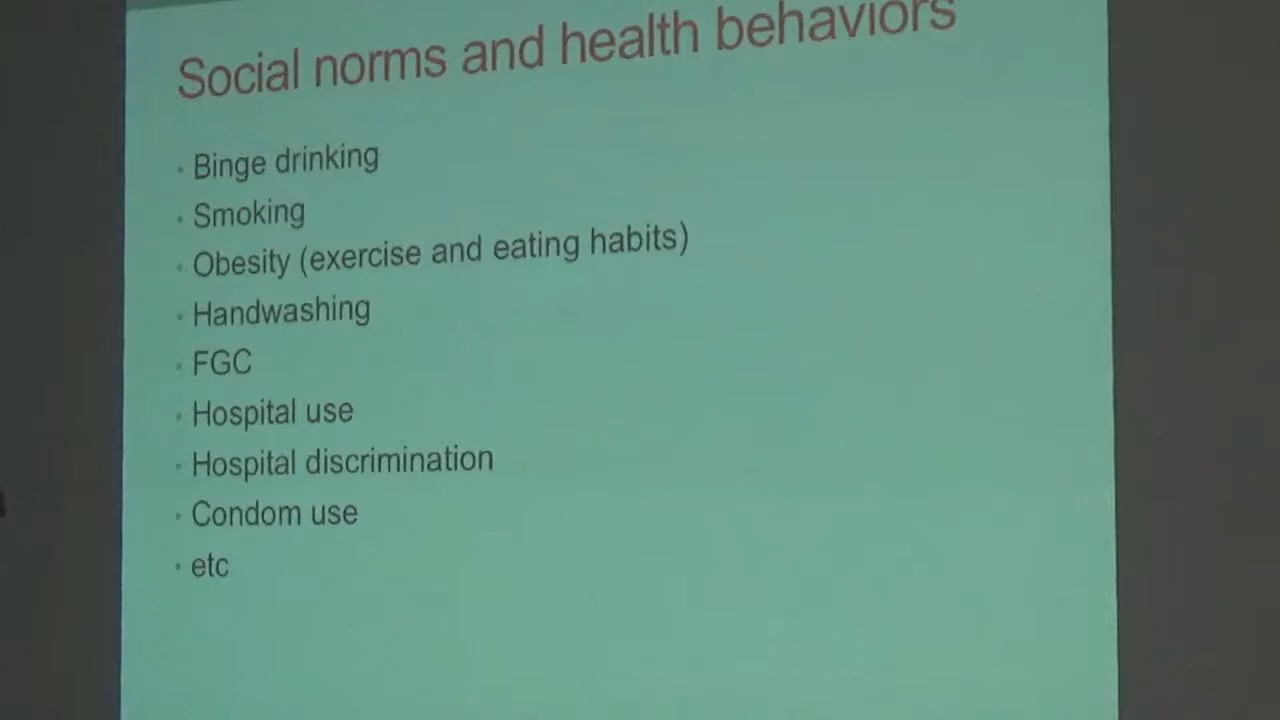 Social norms and health behaviors
· Binge drinking
· Smoking
· Obesity (exercise and eating habits)
· Handwashing
· FGC
· Hospital use
· Hospital discrimination
· Condom use
· etc